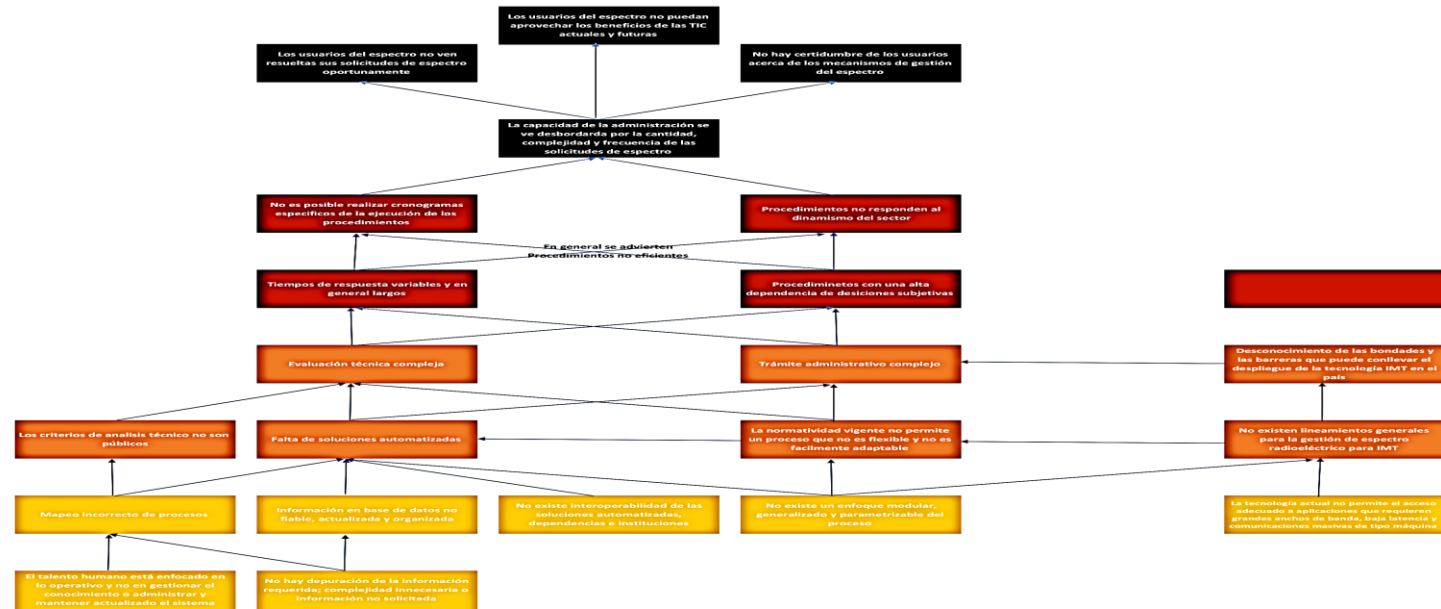 Los usuarios del espectro no puedan
aprovechar los beneficios de las TIC
actuales y futuras
Los usuarios del espectro no ven
resueltas sus solicitudes de espectro
oportunamente
No hay certidumbre de los usuarios
acerca de los mecanismos de gestión
del espectro
La capacidad de la administración se
ve desbordarda por la cantidad,
complejidad y frecuencia de las
solicitudes de espectro
No es posible realizar cronogramas
específicos de la ejecución de los
procedimientos
Procedimientos no responden al
dinamismo del sector
En general se advierten
Procedimientos no eficientes
Tiempos de respuesta variables y en
general largos
Procediminetos con una alta
dependencia de desiciones subjetivas
Evaluación técnica compleja
Trámite administrativo complejo
Desconocimiento de las bondades y
las barreras que puede conllevar el
despliegue de la tecnología IMT en el
país
Los criterios de analisis técnico no son
públicos
Falta de soluciones automatizadas
La normatividad vigente no permite
un proceso que no es flexible y no es
facilmente adaptable
No existen lineamientos generales
para la gestión de espectro
radioeléctrico para IMT
Mapeo incorrecto de procesos
Información en base de datos no
fiable, actualizada y organizada
No existe interoperabilidad de las
soluciones automatizadas,
dependencias e instituciones
No existe un enfoque modular,
generalizado y parametrizable del
proceso
La tecnología actual no permite el acceso
adecuado a aplicaciones que requieren
grandes anchos de banda, baja latencia y
comunicaciones masivas de tipo máquina
El talento humano está enfocado en
lo operativo y no en gestionar el
conocimiento o administrar y
mantener actualizado el sistema
No hay depuración de la información
requerida; complejidad innecesaria o
información no solicitada